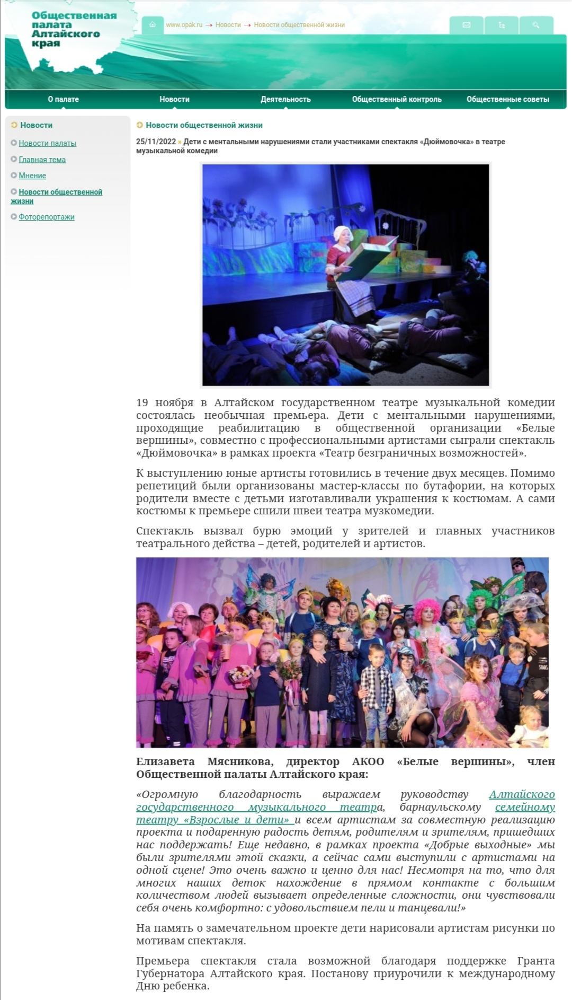 Общественная
палата
Алтайского
края
www.opak.ru → Новости → Новости общественной жизни
О палате
Новости
Деятельность
Общественный контроль
Общественные советы
Новости
Новости палаты
Главная тема
Мнение
Новости общественной
жизни
Фоторепортажи
Новости общественной жизни
25/11/2022 » Дети с ментальными нарушениями стали участниками спектакля «Дюймовочка» в театре
музыкальной комедии
19 ноября в Алтайском государственном театре музыкальной комедии
состоялась необычная премьера. Дети с ментальными нарушениями,
проходящие реабилитацию в общественной организации «Белые
вершины», совместно с профессиональными артистами сыграли спектакль
«Дюймовочка» в рамках проекта «Театр безграничных возможностей».
К выступлению юные артисты готовились в течение двух месяцев. Помимо
репетиций были организованы мастер-классы по бутафории, на которых
родители вместе с детьми изготавливали украшения к костюмам. А сами
костюмы к премьере сшили швеи театра музкомедии.
Спектакль вызвал бурю эмоций у зрителей и главных участников
театрального действа – детей, родителей и артистов.
STARS
Елизавета Мясникова, директор АКОО «Белые вершины», член
Общественной палаты Алтайского края:
«Огромную благодарность выражаем руководству Алтайского
государственного музыкального театра, барнаульскому семейному
театру «Взрослые и дети» и всем артистам за совместную реализацию
проекта и подаренную радость детям, родителям и зрителям, пришедших
нас поддержать! Еще недавно, в рамках проекта «Добрые выходные» мы
были зрителями этой сказки, а сейчас сами выступили с артистами на
одной сцене! Это очень важно и ценно для нас! Несмотря на то, что для
многих наших деток нахождение в прямом контакте с большим
количеством людей вызывает определенные сложности, они чувствовали
себя очень комфортно: с удовольствием пели и танцевали!»
На память о замечательном проекте дети нарисовали артистам рисунки по
мотивам спектакля.
Премьера спектакля стала возможной благодаря поддержке Гранта
Губернатора Алтайского края. Постанову приурочили к международному
Дню ребенка.